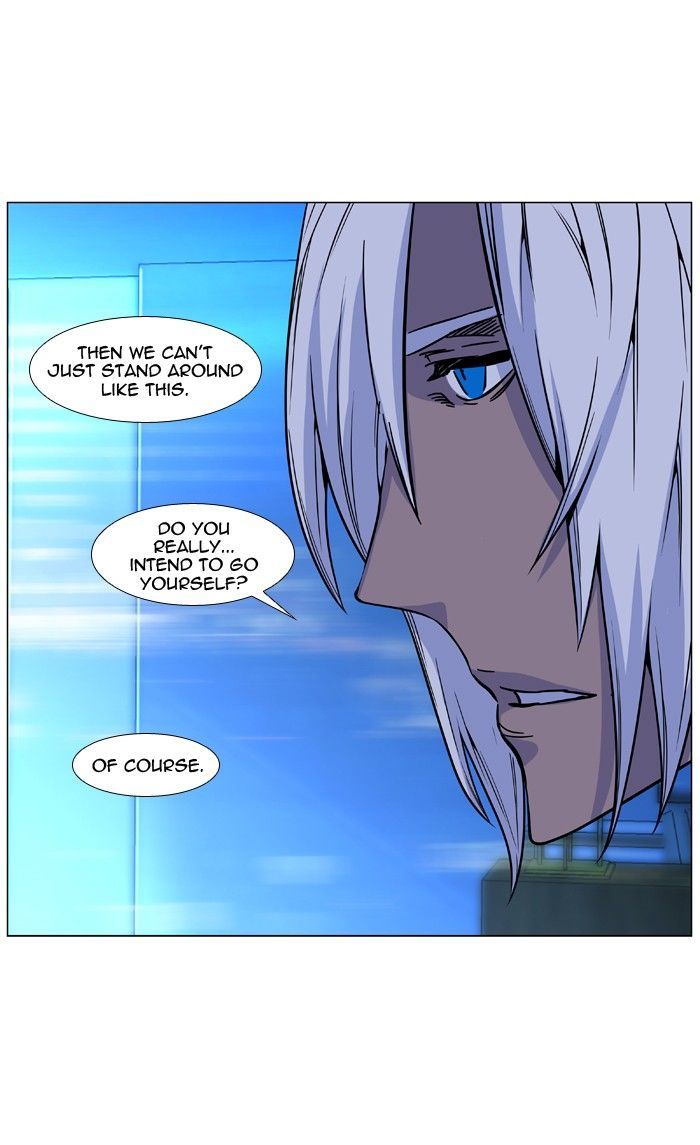 THEN WE CAN'T
JUST STAND AROUND
LIKE THIS.
DO YOU
REALLY...
INTEND TO GO
YOURSELF?
OF COURSE.